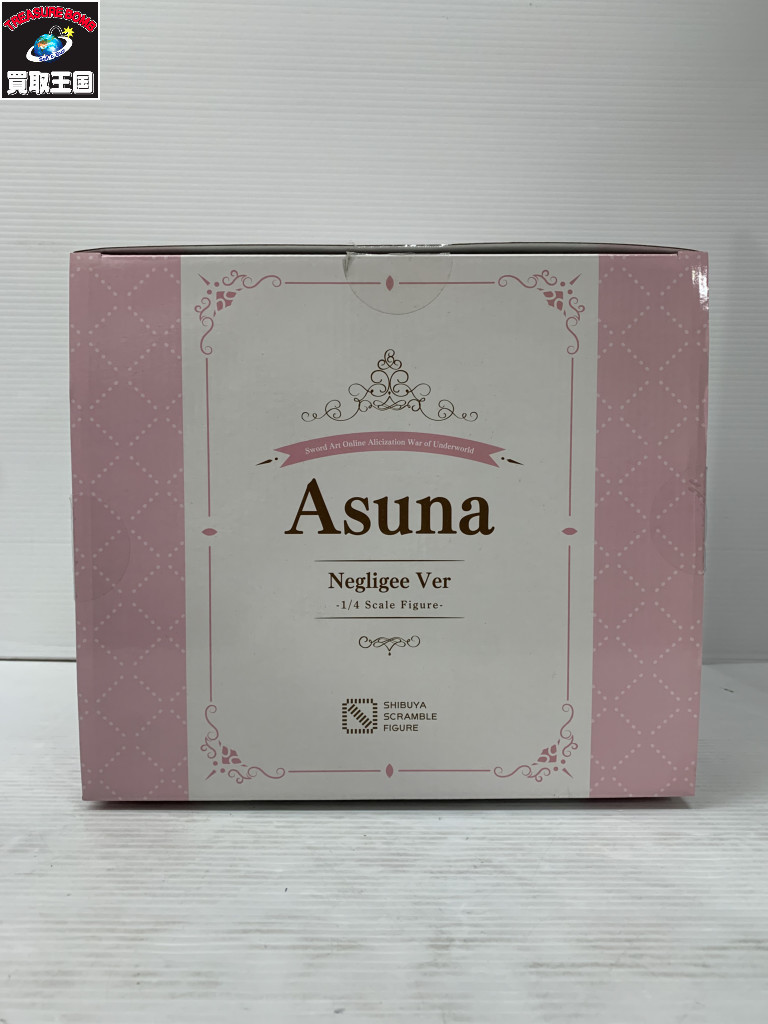 TREASURE BOMB
買取王国
Sword Art Online Alicization War of Underworld
Asuna
Negligee Ver
-1/4 Scale Figure-
SHIBUYA
SCRAMBLE
FIGURE